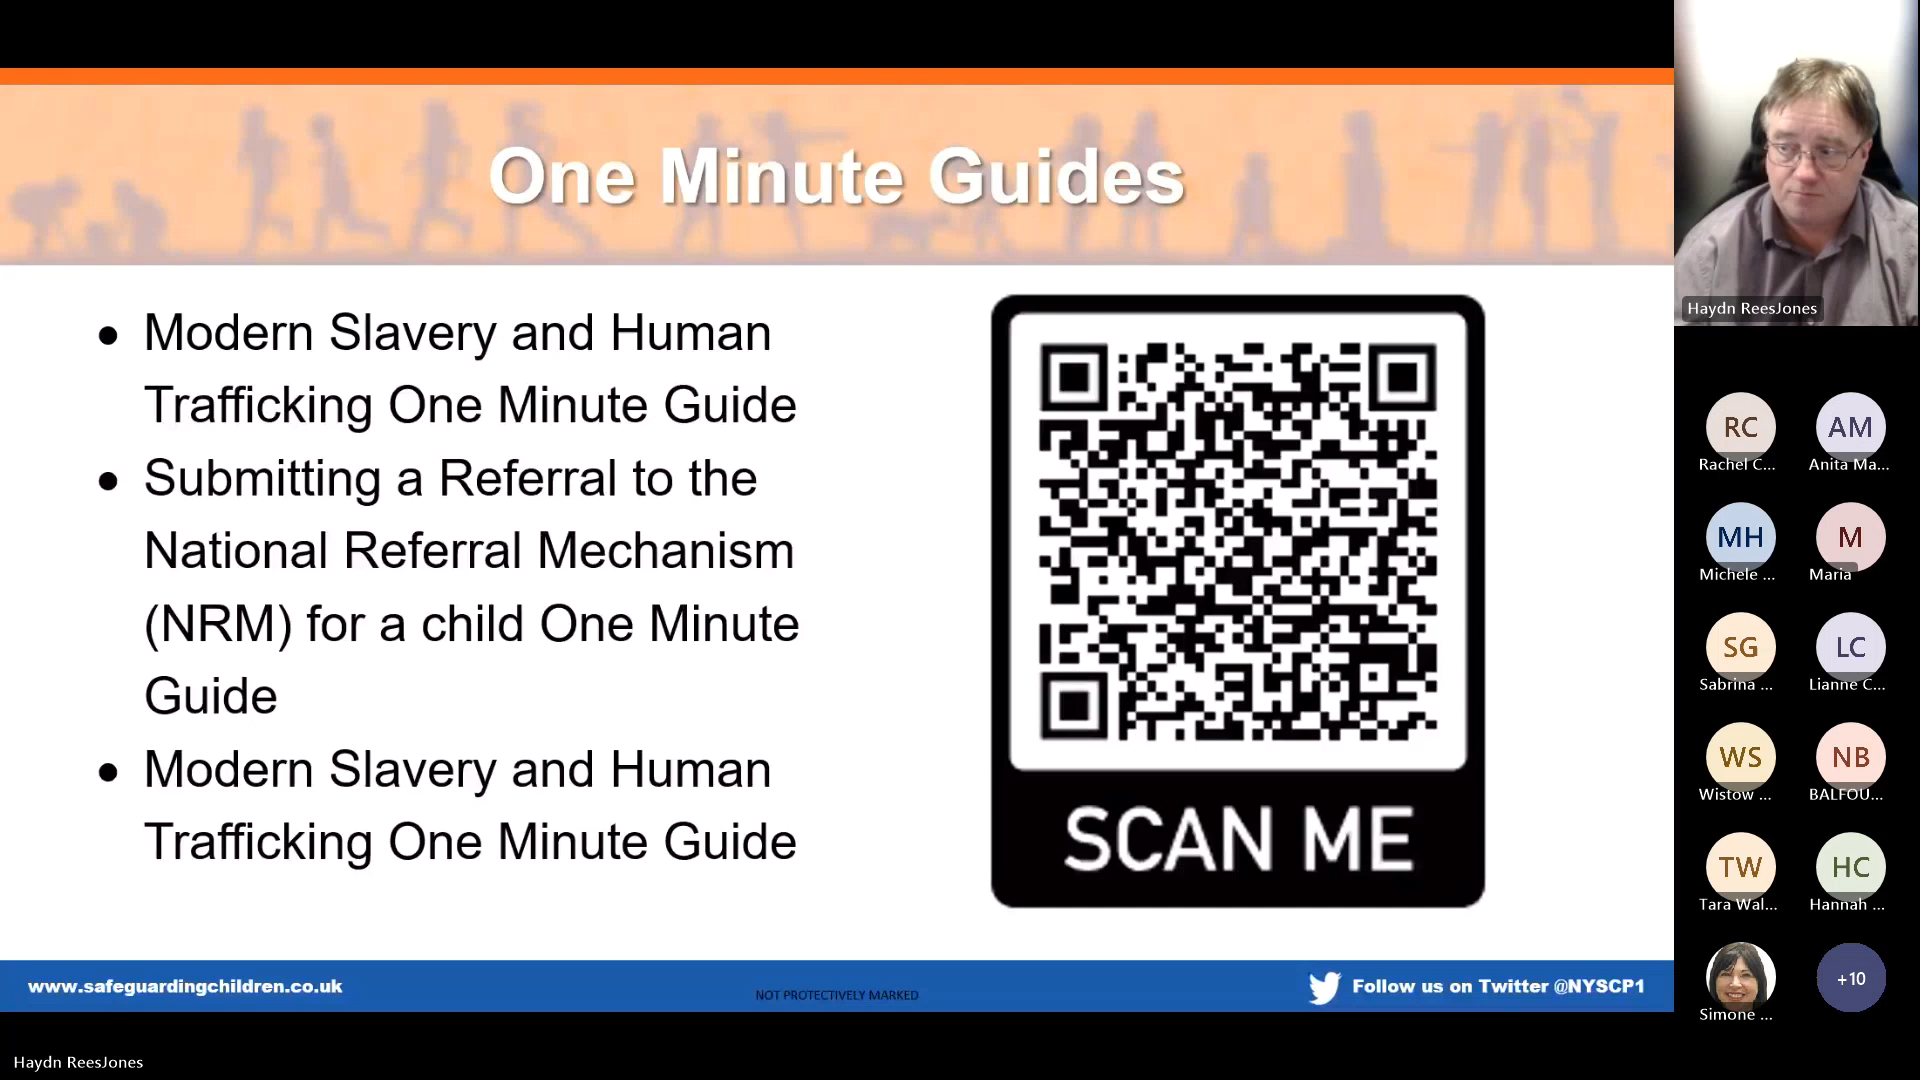 One Minute Guides
• Modern Slavery and Human
Trafficking One Minute Guide
• Submitting a Referral to the
National Referral Mechanism
(NRM) for a child One Minute
Guide
• Modern Slavery and Human
Trafficking One Minute Guide
SCAN ME
www.safeguardingchildren.co.uk
NOT PROTECTIVELY MARKED
Follow us on Twitter @NYSCP1
Haydn ReesJones
Haydn ReesJones
RC
AM
Rachel C...
Anita Ma...
MH
M
Michele ...
Maria
SG
LC
Sabrina ...
Lianne C...
WS
NB
Wistow ...
BALFOU...
TW
HC
Tara Wal...
Hannah ...
+10
Simone ...